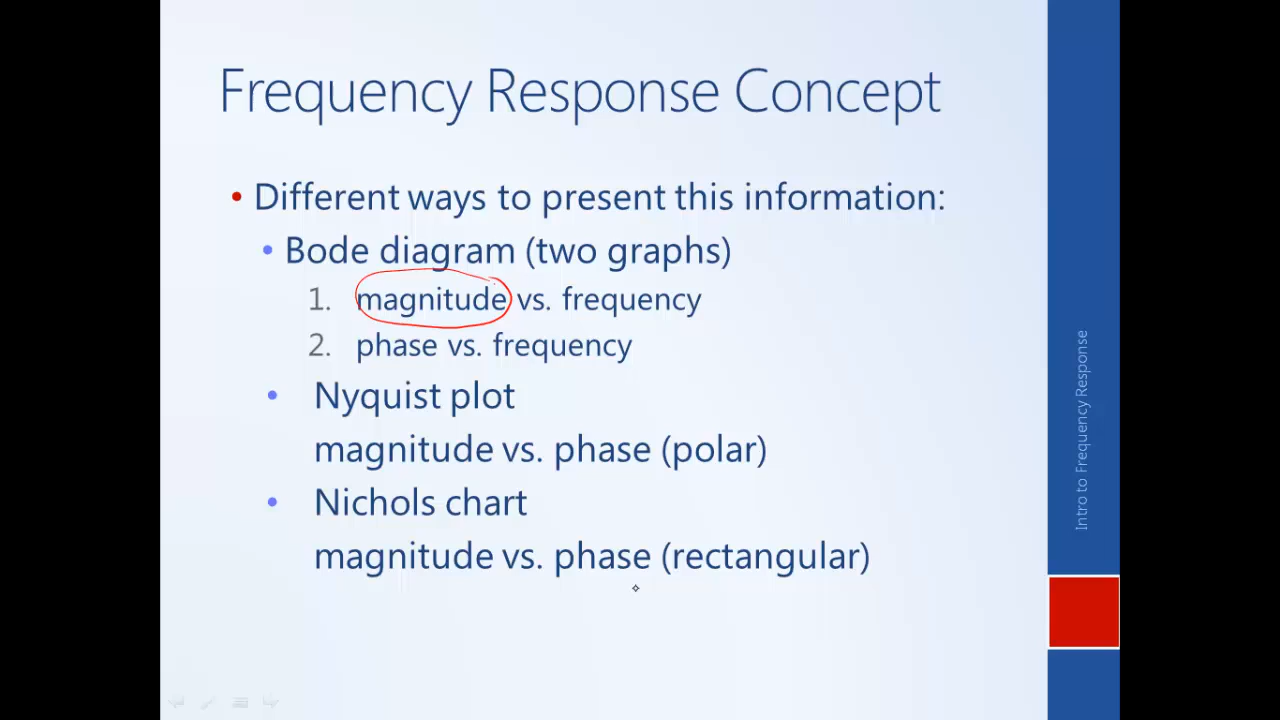 Frequency Response Concept
• Different ways to present this information:
• Bode diagram (two graphs)
1. magnitude vs. frequency
2. phase vs. frequency
• Nyquist plot
magnitude vs. phase (polar)
• Nichols chart
magnitude vs. phase (rectangular)
Intro to Frequency Response